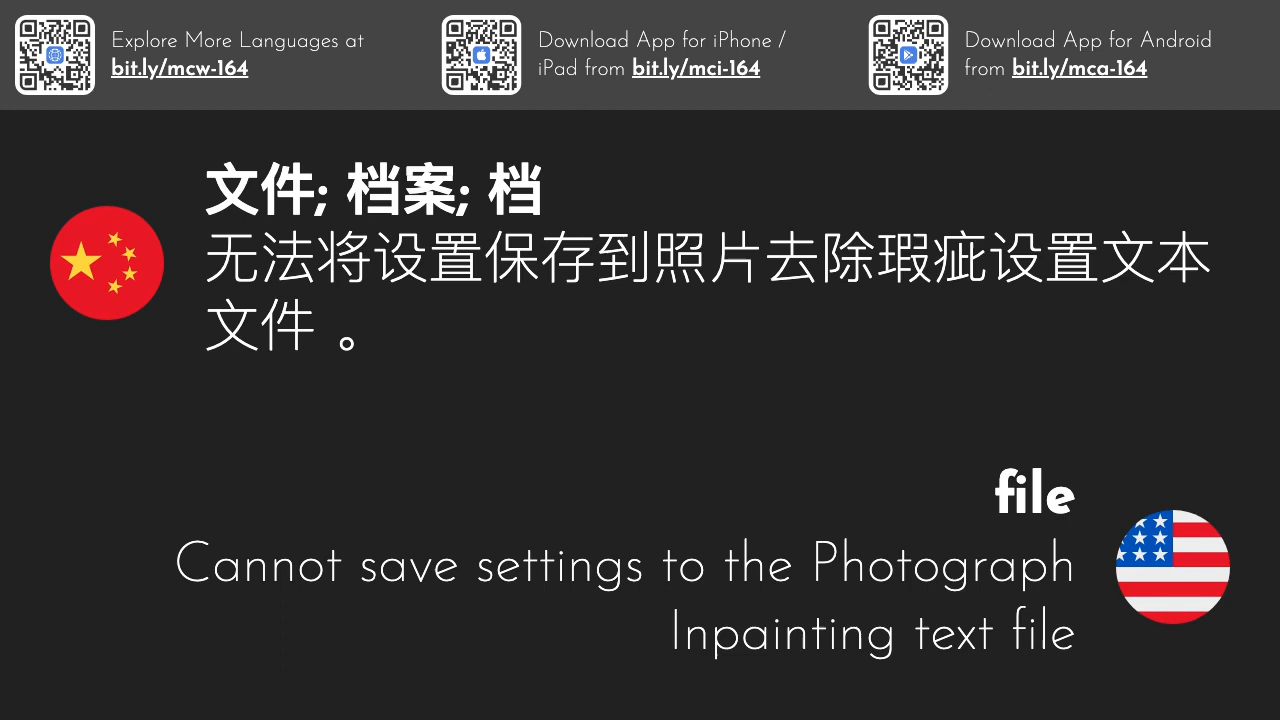 Explore More Languages at
bit.ly/mcw-164
Download App for iPhone /
iPad from bit.ly/mci-164
Download App for Android
from bit.ly/mca-164
文件; 档案; 档
无法将设置保存到照片去除瑕疵设置文本
文件 。
file
Cannot save settings to the Photograph
Inpainting text file